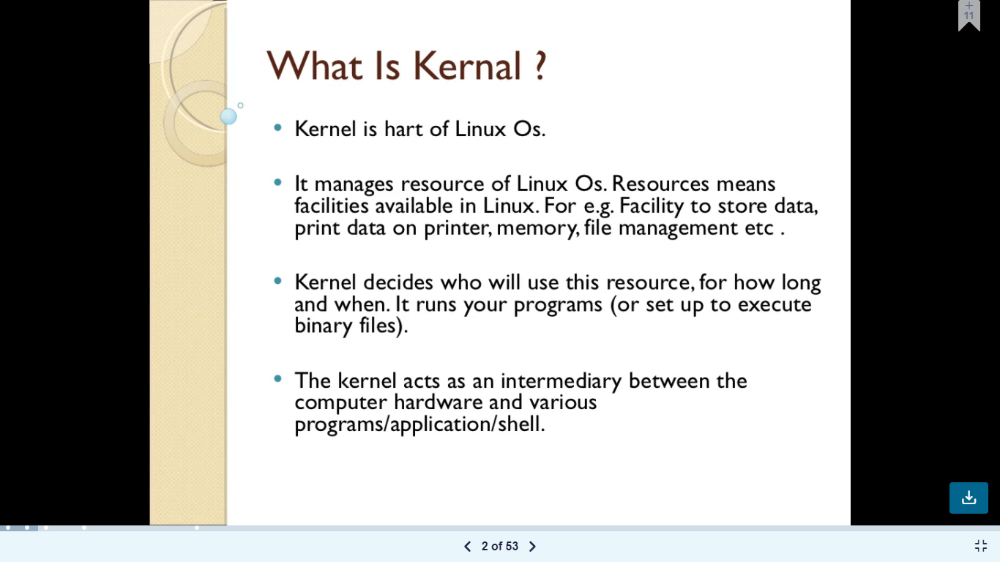 +
11
What Is Kernal ?
• Kernel is hart of Linux Os.
• It manages resource of Linux Os. Resources means
facilities available in Linux. For e.g. Facility to store data,
print data on printer, memory, file management etc .
• Kernel decides who will use this resource, for how long
and when. It runs your programs (or set up to execute
binary files).
• The kernel acts as an intermediary between the
computer hardware and various
programs/application/shell.
2 of 53